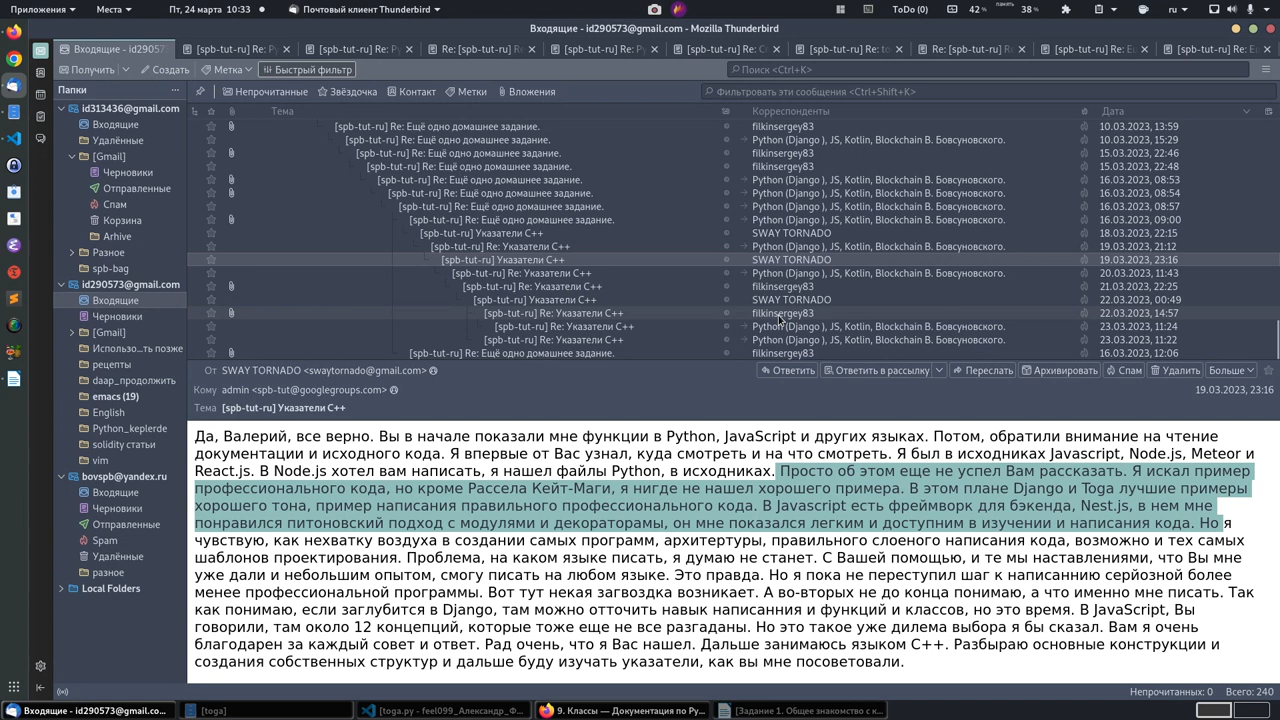 Приложения
Места
Пт, 24 марта 10:33
Почтовый клиент Thunderbird
ToDo (0)
42 %
память
38 %
ru
Входящие - id290573@gmail.com - Mozilla Thunderbird
Входящие - id29057
[spb-tut-ru] Re: P
[spb-tut-ru] Re: Py
Re: [spb-tut-ru] R
[spb-tut-ru] Re: Py
[spb-tut-ru] Re: to
Получить
Создать
Метка
Быстрый фильтр
Поиск <Ctrl+K>
Папки
Непрочитанные
Звёздочка
Контакт
Метки
Вложения
Фильтровать эти сообщения <Ctrl+Shift+K>
Тема
Корреспонденты
Дата
[spb-tut-ru] Re: Ещё одно домашнее задание. filkinsergey83 10.03.2023, 13:59
[spb-tut-ru] Re: Ещё одно домашнее задание. Python (Django ), JS, Kotlin, Blockchain В. Бовсуновского. 10.03.2023, 15:29
[spb-tut-ru] Re: Ещё одно домашнее задание. filkinsergey83 15.03.2023, 22:46
[spb-tut-ru] Re: Ещё одно домашнее задание. filkinsergey83 15.03.2023, 22:48
[spb-tut-ru] Re: Ещё одно домашнее задание. Python (Django ), JS, Kotlin, Blockchain В. Бовсуновского. 16.03.2023, 08:53
[spb-tut-ru] Re: Ещё одно домашнее задание. Python (Django ), JS, Kotlin, Blockchain В. Бовсуновского. 16.03.2023, 08:54
[spb-tut-ru] Re: Ещё одно домашнее задание. Python (Django ), JS, Kotlin, Blockchain В. Бовсуновского. 16.03.2023, 08:57
[spb-tut-ru] Re: Ещё одно домашнее задание. Python (Django ), JS, Kotlin, Blockchain В. Бовсуновского. 16.03.2023, 09:00
[spb-tut-ru] Указатели C++ SWAY TORNADO 18.03.2023, 22:15
[spb-tut-ru] Re: Указатели C++ Python (Django ), JS, Kotlin, Blockchain В. Бовсуновского. 19.03.2023, 21:12
[spb-tut-ru] Указатели C++ SWAY TORNADO 19.03.2023, 23:16
[spb-tut-ru] Re: Указатели C++ Python (Django ), JS, Kotlin, Blockchain В. Бовсуновского. 20.03.2023, 11:43
[spb-tut-ru] Re: Указатели C++ filkinsergey83 21.03.2023, 22:25
[spb-tut-ru] Указатели C++ SWAY TORNADO 22.03.2023, 00:49
[spb-tut-ru] Re: Указатели C++ filkinsergey83 22.03.2023, 14:57
[spb-tut-ru] Re: Указатели C++ Python (Django ), JS, Kotlin, Blockchain В. Бовсуновского. 23.03.2023, 11:24
[spb-tut-ru] Re: Указатели C++ Python (Django ), JS, Kotlin, Blockchain В. Бовсуновского. 23.03.2023, 11:22
[spb-tut-ru] Re: Ещё одно домашнее задание. filkinsergey83 16.03.2023, 12:06
id313436@gmail.com
Входящие
Удалённые
[Gmail]
Черновики
Отправленные
Спам
Корзина
Arhive
Разное
spb-bag
id290573@gmail.com
Входящие
Черновики
[Gmail]
Использо...ть позже
рецепты
daap_продолжить
emacs (19)
English
Python_keplerde
solidity статьи
vim
bovspb@yandex.ru
Входящие
Черновики
Отправленные
Spam
Удалённые
разное
Local Folders
От SWAY TORNADO <swaytornado@gmail.com>
Ответить
Ответить в рассылку
Переслать
Архивировать
Спам
Удалить
Больше
Кому admin <spb-tut@googlegroups.com>
19.03.2023, 23:16
Тема [spb-tut-ru] Указатели C++
Да, Валерий, все верно. Вы в начале показали мне функции в Python, JavaScript и других языках. Потом, обратили внимание на чтение
документации и исходного кода. Я впервые от Вас узнал, куда смотреть и на что смотреть. Я был в исходниках Javascript, Node.js, Meteor и
React.js. В Node.js хотел вам написать, я нашел файлы Python, в исходниках. Просто об этом еще не успел Вам рассказать. Я искал пример
профессионального кода, но кроме Рассела Кейт-Маги, я нигде не нашел хорошего примера. В этом плане Django и Toga лучшие примеры
хорошего тона, пример написания правильного профессионального кода. В Javascript есть фреймворк для бэкенда, Nest.js, в нем мне
понравился питоновский подход с модулями и декораторамы, он мне показался легким и доступним в изучении и написания кода. Но я
чувствую, как нехватку воздуха в создании самых программ, архитертуры, правильного слоеного написания кода, возможно и тех самых
шаблонов проектирования. Проблема, на каком языке писать, я думаю не станет. С Вашей помощью, и те мы наставлениями, что Вы мне
уже дали и небольшим опытом, смогу писать на любом языке. Это правда. Но я пока не переступил шаг к написаннию серйозной более
менее профессиональной программы. Вот тут некая загвоздка возникает. А во-вторых не до конца понимаю, а что именно мне писать. Так
как понимаю, если заглубится в Django, там можно отточить навык написанния и функций и классов, но это время. В JavaScript, Вы
говорили, там около 12 концепций, которые тоже еще не все разгаданы. Но это такое уже дилема выбора я бы сказал. Вам я очень
благодарен за каждый совет и ответ. Рад очень, что я Вас нашел. Дальше занимаюсь языком C++. Разбираю основные конструкции и
создания собственных структур и дальше буду изучать указатели, как вы мне посоветовали.
Непрочитанных: 0
Всего: 240
Входящие - id290573@gmail.co...
[toga]
[toga.py - feel099_Александр_Ф...
9. Классы — Документация по Ру...
[Задание 1. Общее знакомство с к...